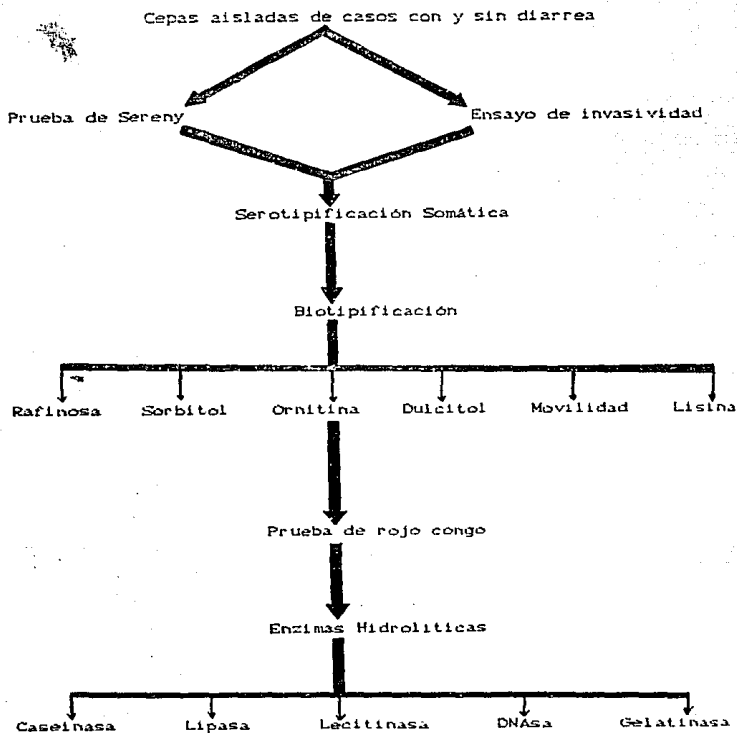 Cepas aisladas de casos con y sin diarrea
Prueba de Sereny Ensayo de invasividad
Serotipificación Somática
Biotipificación
Rafinosa Sorbitol Ornitina Dulcitol Movilidad Lisina
Prueba de rojo congo
Enzimas Hidroliticas
Caseinasa Lipasa Lecitinasa DNAsa Gelatinasa